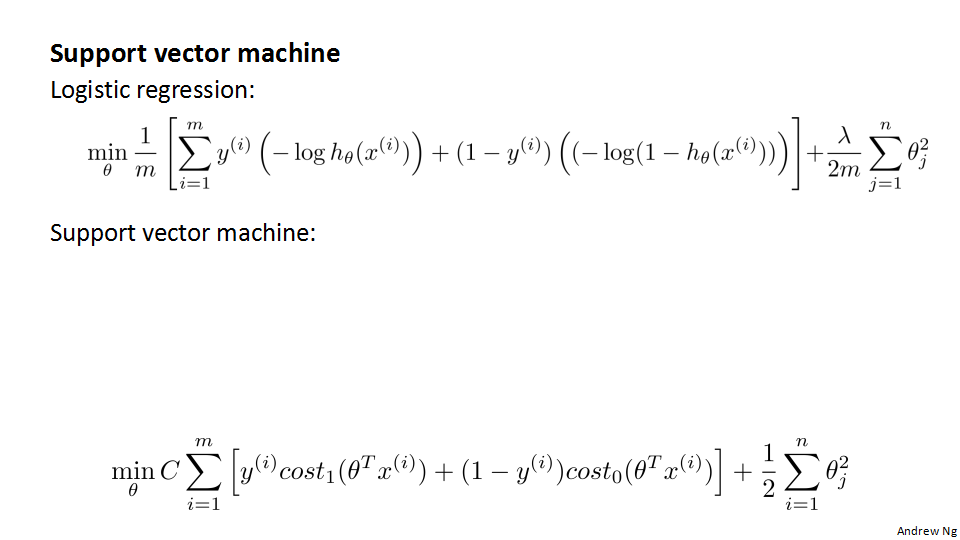 Support vector machine
Logistic regression:
\min_{\theta} \frac{1}{m} \left[ \sum_{i=1}^{m} y^{(i)} \left( -\log h_{\theta}(x^{(i)}) \right) + (1 - y^{(i)}) \left( (-\log(1 - h_{\theta}(x^{(i)}))) \right) \right] + \frac{\lambda}{2m} \sum_{j=1}^{n} \theta_j^2
Support vector machine:
\min_{\theta} C \sum_{i=1}^{m} \left[ y^{(i)} cost_1(\theta^T x^{(i)}) + (1 - y^{(i)}) cost_0(\theta^T x^{(i)}) \right] + \frac{1}{2} \sum_{i=1}^{n} \theta_j^2
Andrew Ng